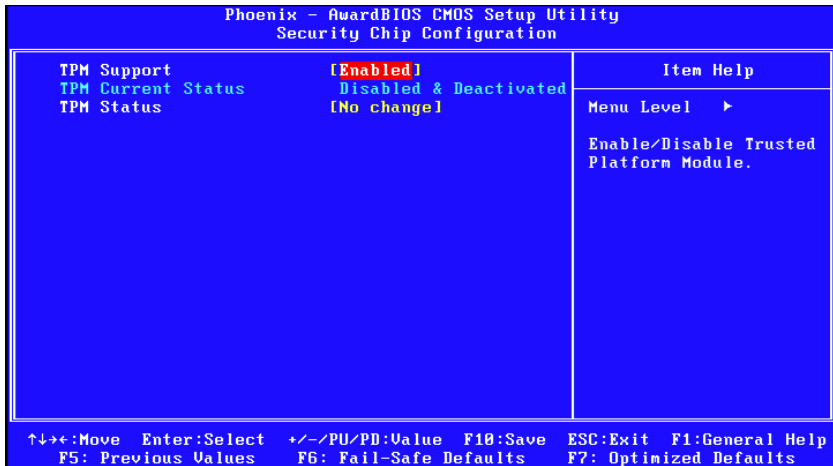 Phoenix - AwardBIOS CMOS Setup Utility
Security Chip Configuration
TPM Support [Enabled]
TPM Current Status Disabled & Deactivated
TPM Status [No change]
Item Help
Menu Level ▶
Enable/Disable Trusted
Platform Module.
↑↓→←:Move Enter:Select +/-/PU/PD:Value F10:Save ESC:Exit F1:General Help
F5: Previous Values F6: Fail-Safe Defaults F7: Optimized Defaults